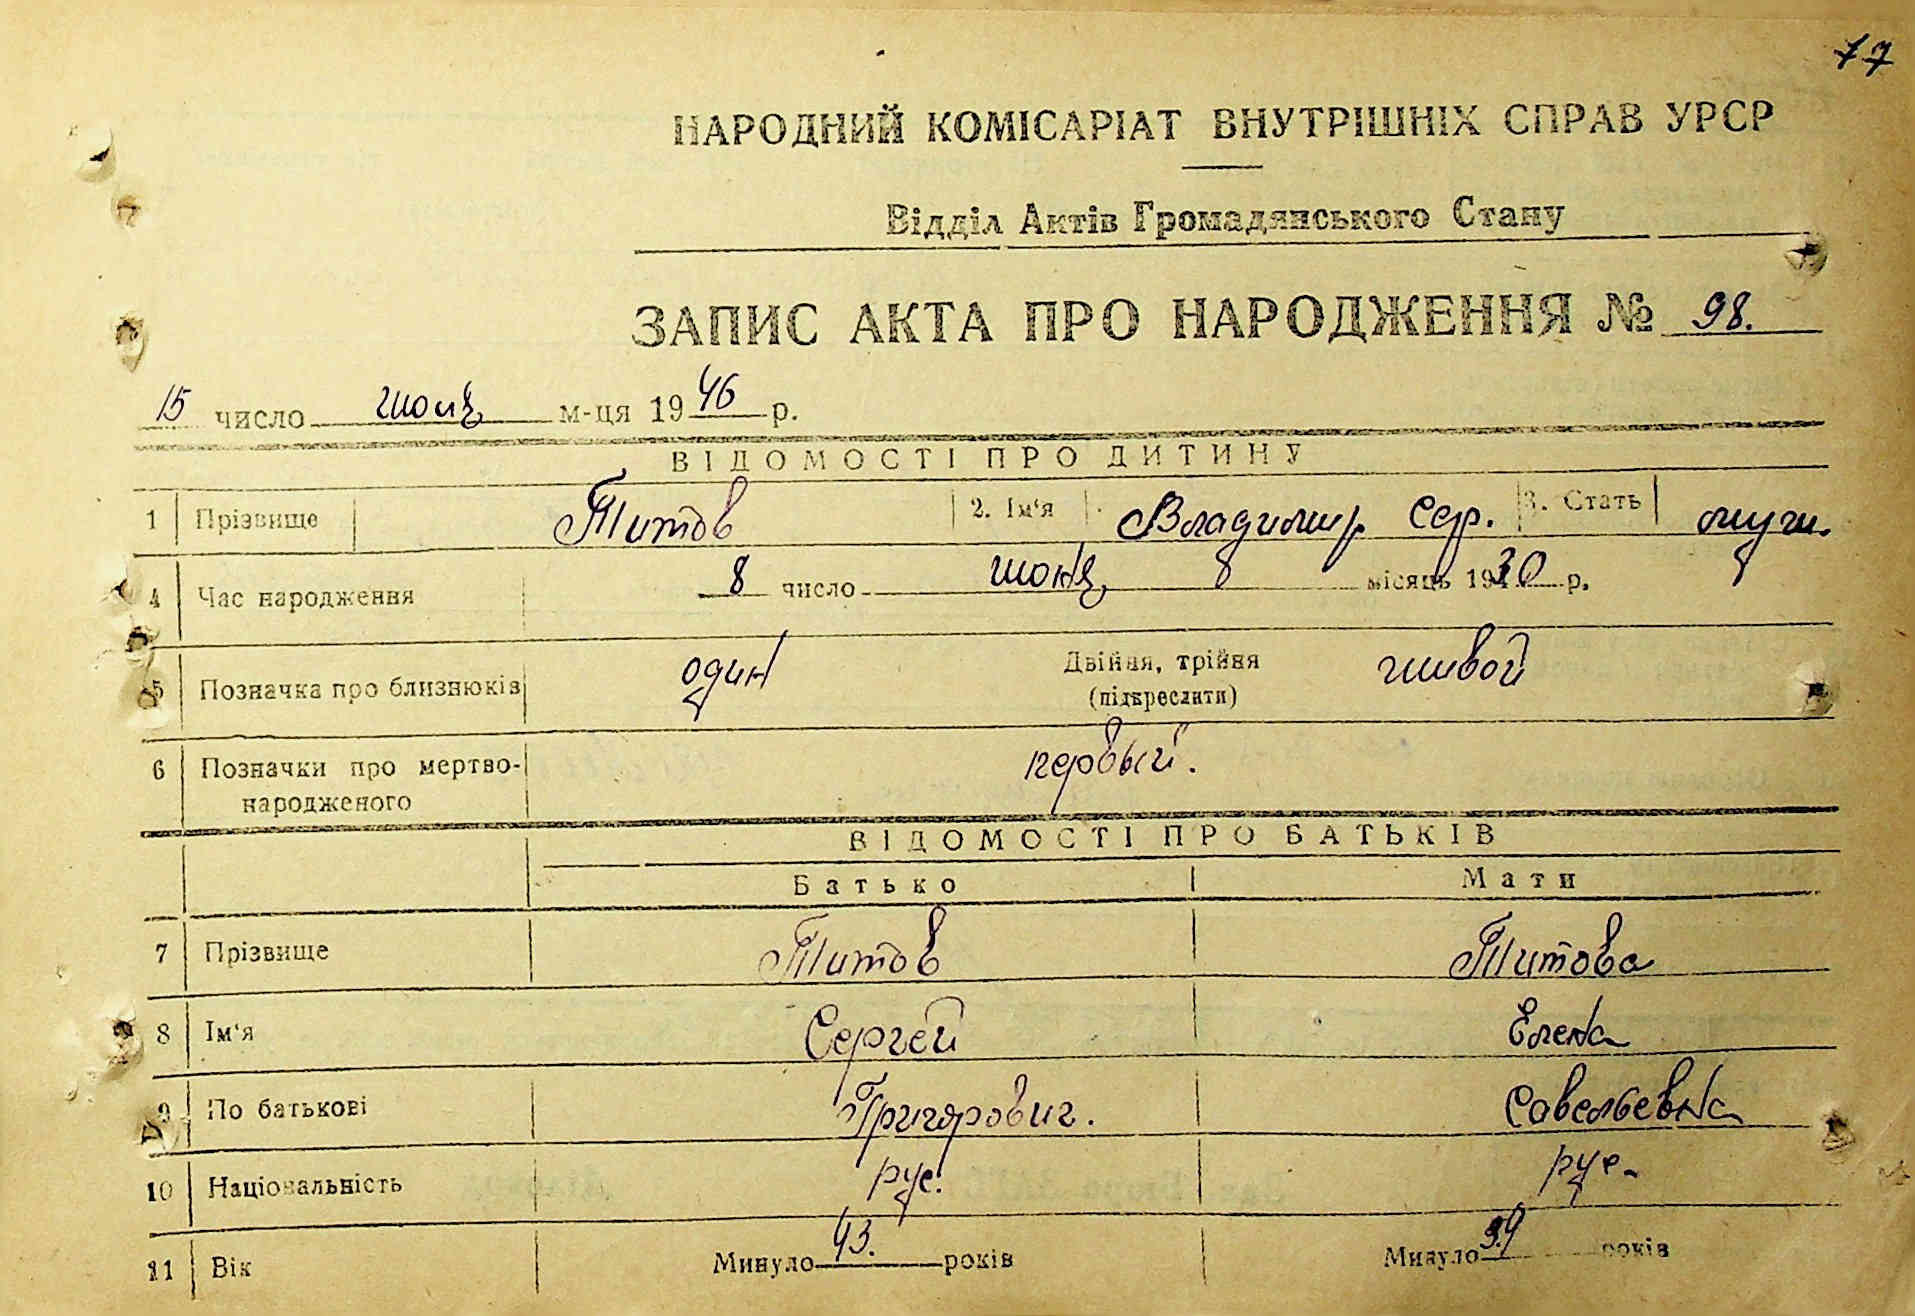 17
НАРОДНИЙ КОМІСАРІАТ ВНУТРІШНІХ СПРАВ УРСР
Відділ Актів Громадянського Стану
ЗАПИС АКТА ПРО НАРОДЖЕННЯ № 98.
15 число июля м-ця 1946 р.
ВІДОМОСТІ ПРО ДИТИНУ
1 Прізвище Титов 2. Ім'я Владимир Сер. 3. Стать муж.
4 Час народження 8 число июня місяць 1930 р.
5 Позначка про близнюків один Двійня, трійня (підкреслити) живой
6 Позначки про мертво-
народженого первый.
ВІДОМОСТІ ПРО БАТЬКІВ
Батько Мати
7 Прізвище Титов Титова
8 Ім'я Сергей Елена
9 По батькові Григорович. Савельевна
10 Національність рус. рус.
11 Вік Минуло 43. років Минуло 39 років